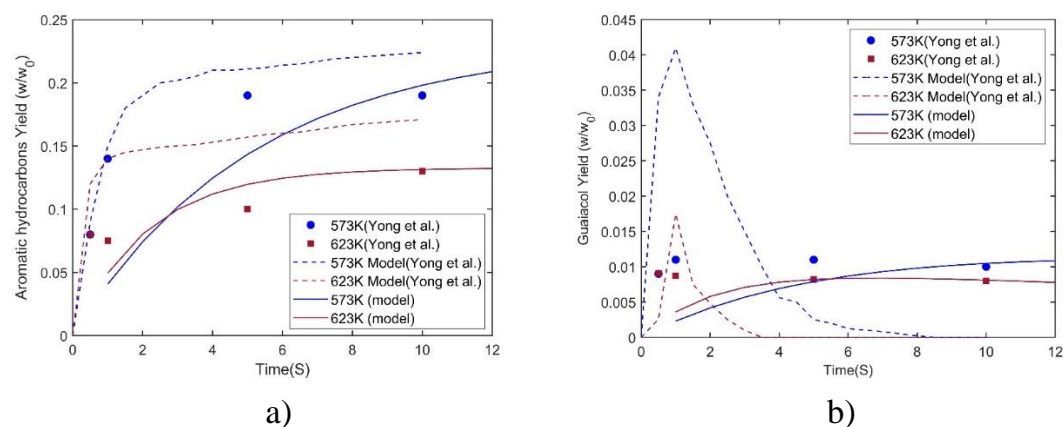 0.25
0.2
0.15
0.1
0.05
0
0 2 4 6 8 10 12
Aromatic hydrocarbons Yield (w/w0)
Time(S)
573K(Yong et al.)
623K(Yong et al.)
573K Model(Yong et al.)
623K Model(Yong et al.)
573K (model)
623K (model)
a)
0.045
0.04
0.035
0.03
0.025
0.02
0.015
0.01
0.005
0
0 2 4 6 8 10 12
Guaiacol Yield (w/w0)
Time(S)
573K(Yong et al.)
623K(Yong et al.)
573K Model(Yong et al.)
623K Model(Yong et al.)
573K (model)
623K (model)
b)